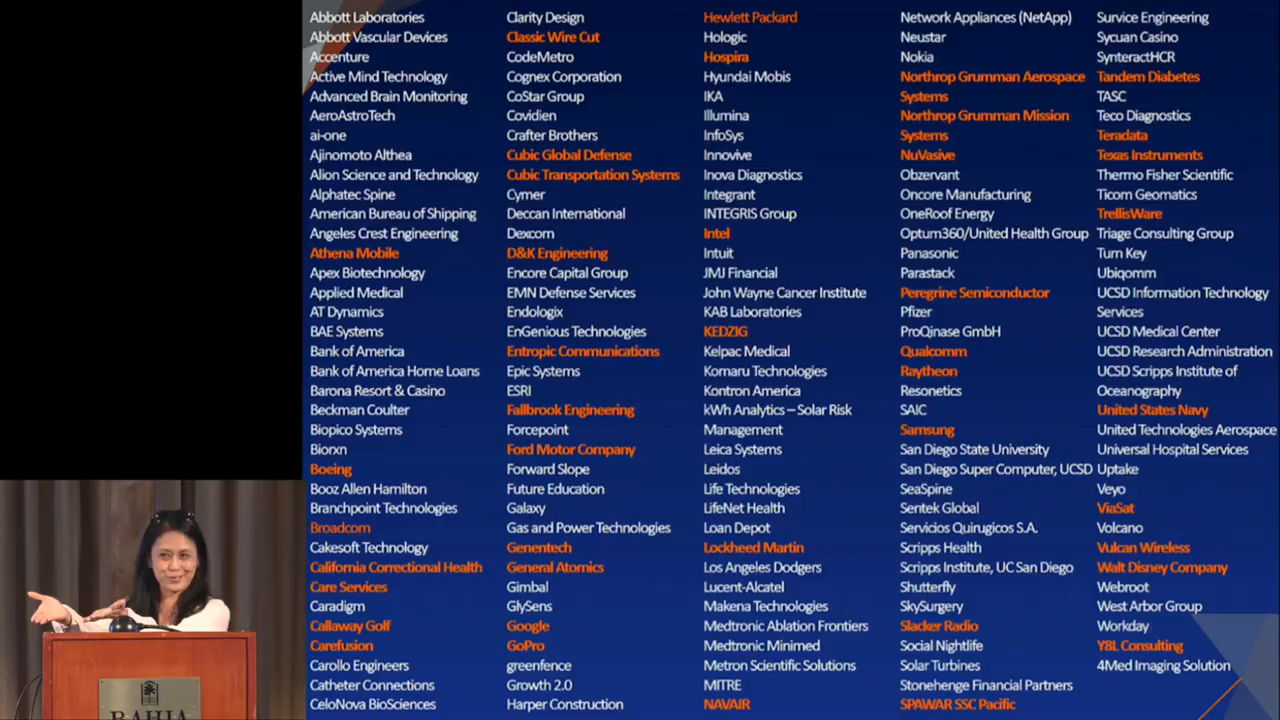 Abbott Laboratories
Abbott Vascular Devices
Accenture
Active Mind Technology
Advanced Brain Monitoring
AeroAstroTech
ai-one
Ajinomoto Althea
Alion Science and Technology
Alphatec Spine
American Bureau of Shipping
Angeles Crest Engineering
Athena Mobile
Apex Biotechnology
Applied Medical
AT Dynamics
BAE Systems
Bank of America
Bank of America Home Loans
Barona Resort & Casino
Beckman Coulter
Biopico Systems
Biorxn
Boeing
Booz Allen Hamilton
Branchpoint Technologies
Broadcom
Cakesoft Technology
California Correctional Health
Care Services
Caradigm
Callaway Golf
Carefusion
Carollo Engineers
Catheter Connections
CeloNova BioSciences
Clarity Design
Classic Wire Cut
CodeMetro
Cognex Corporation
CoStar Group
Covidien
Crafter Brothers
Cubic Global Defense
Cubic Transportation Systems
Cymer
Deccan International
Dexcom
D&K Engineering
Encore Capital Group
EMN Defense Services
Endologix
EnGenious Technologies
Entropic Communications
Epic Systems
ESRI
Fallbrook Engineering
Forcepoint
Ford Motor Company
Forward Slope
Future Education
Galaxy
Gas and Power Technologies
Genentech
General Atomics
Gimbal
GlySens
Google
GoPro
greenfence
Growth 2.0
Harper Construction
Hewlett Packard
Hologic
Hospira
Hyundai Mobis
IKA
Illumina
InfoSys
Innovive
Inova Diagnostics
Integrant
INTEGRIS Group
Intel
Intuit
JMJ Financial
John Wayne Cancer Institute
KAB Laboratories
KEDZIG
Kelpac Medical
Komaru Technologies
Kontron America
kWh Analytics – Solar Risk
Management
Leica Systems
Leidos
Life Technologies
LifeNet Health
Loan Depot
Lockheed Martin
Los Angeles Dodgers
Lucent-Alcatel
Makena Technologies
Medtronic Ablation Frontiers
Medtronic Minimed
Metron Scientific Solutions
MITRE
NAVAIR
Network Appliances (NetApp)
Neustar
Nokia
Northrop Grumman Aerospace
Systems
Northrop Grumman Mission
Systems
NuVasive
Obzervant
Oncore Manufacturing
OneRoof Energy
Optum360/United Health Group
Panasonic
Parastack
Peregrine Semiconductor
Pfizer
ProQinase GmbH
Qualcomm
Raytheon
Resonetics
SAIC
Samsung
San Diego State University
San Diego Super Computer, UCSD
SeaSpine
Sentek Global
Servicios Quirugicos S.A.
Scripps Health
Scripps Institute, UC San Diego
Shutterfly
SkySurgery
Slacker Radio
Social Nightlife
Solar Turbines
Stonehenge Financial Partners
SPAWAR SSC Pacific
Survice Engineering
Sycuan Casino
SynteractHCR
Tandem Diabetes
TASC
Teco Diagnostics
Teradata
Texas Instruments
Thermo Fisher Scientific
Ticom Geomatics
TrellisWare
Triage Consulting Group
Turn Key
Ubiqomm
UCSD Information Technology
Services
UCSD Medical Center
UCSD Research Administration
UCSD Scripps Institute of
Oceanography
United States Navy
United Technologies Aerospace
Universal Hospital Services
Uptake
Veyo
ViaSat
Volcano
Vulcan Wireless
Walt Disney Company
Webroot
West Arbor Group
Workday
Y8L Consulting
4Med Imaging Solution
BAHIA